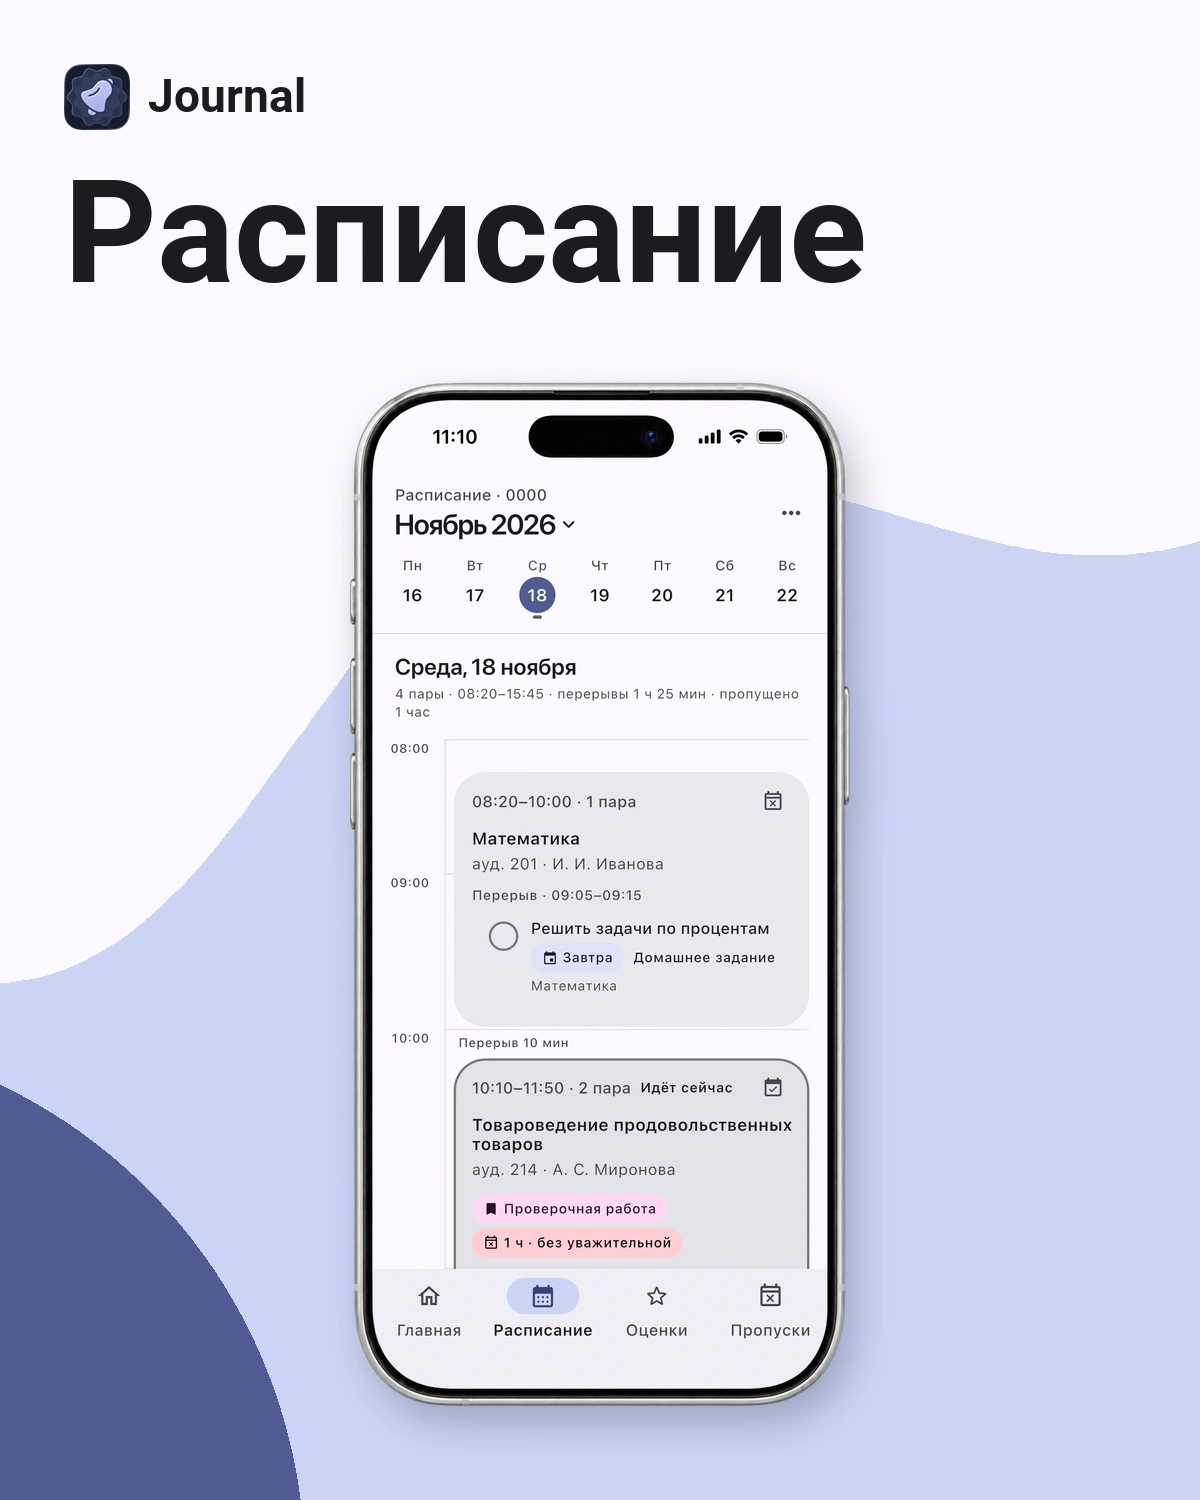 Journal
Расписание
11:10
Расписание · 0000
Ноябрь 2026
Пн Вт Ср Чт Пт Сб Вс
16 17 18 19 20 21 22
Среда, 18 ноября
4 пары · 08:20–15:45 · перерывы 1 ч 25 мин · пропущено
1 час
08:00
08:20–10:00 · 1 пара
Математика
ауд. 201 · И. И. Иванова
09:00
Перерыв · 09:05–09:15
Решить задачи по процентам
Завтра Домашнее задание
Математика
10:00
Перерыв 10 мин
10:10–11:50 · 2 пара Идёт сейчас
Товароведение продовольственных
товаров
ауд. 214 · А. С. Миронова
Проверочная работа
1 ч · без уважительной
Главная Расписание Оценки Пропуски